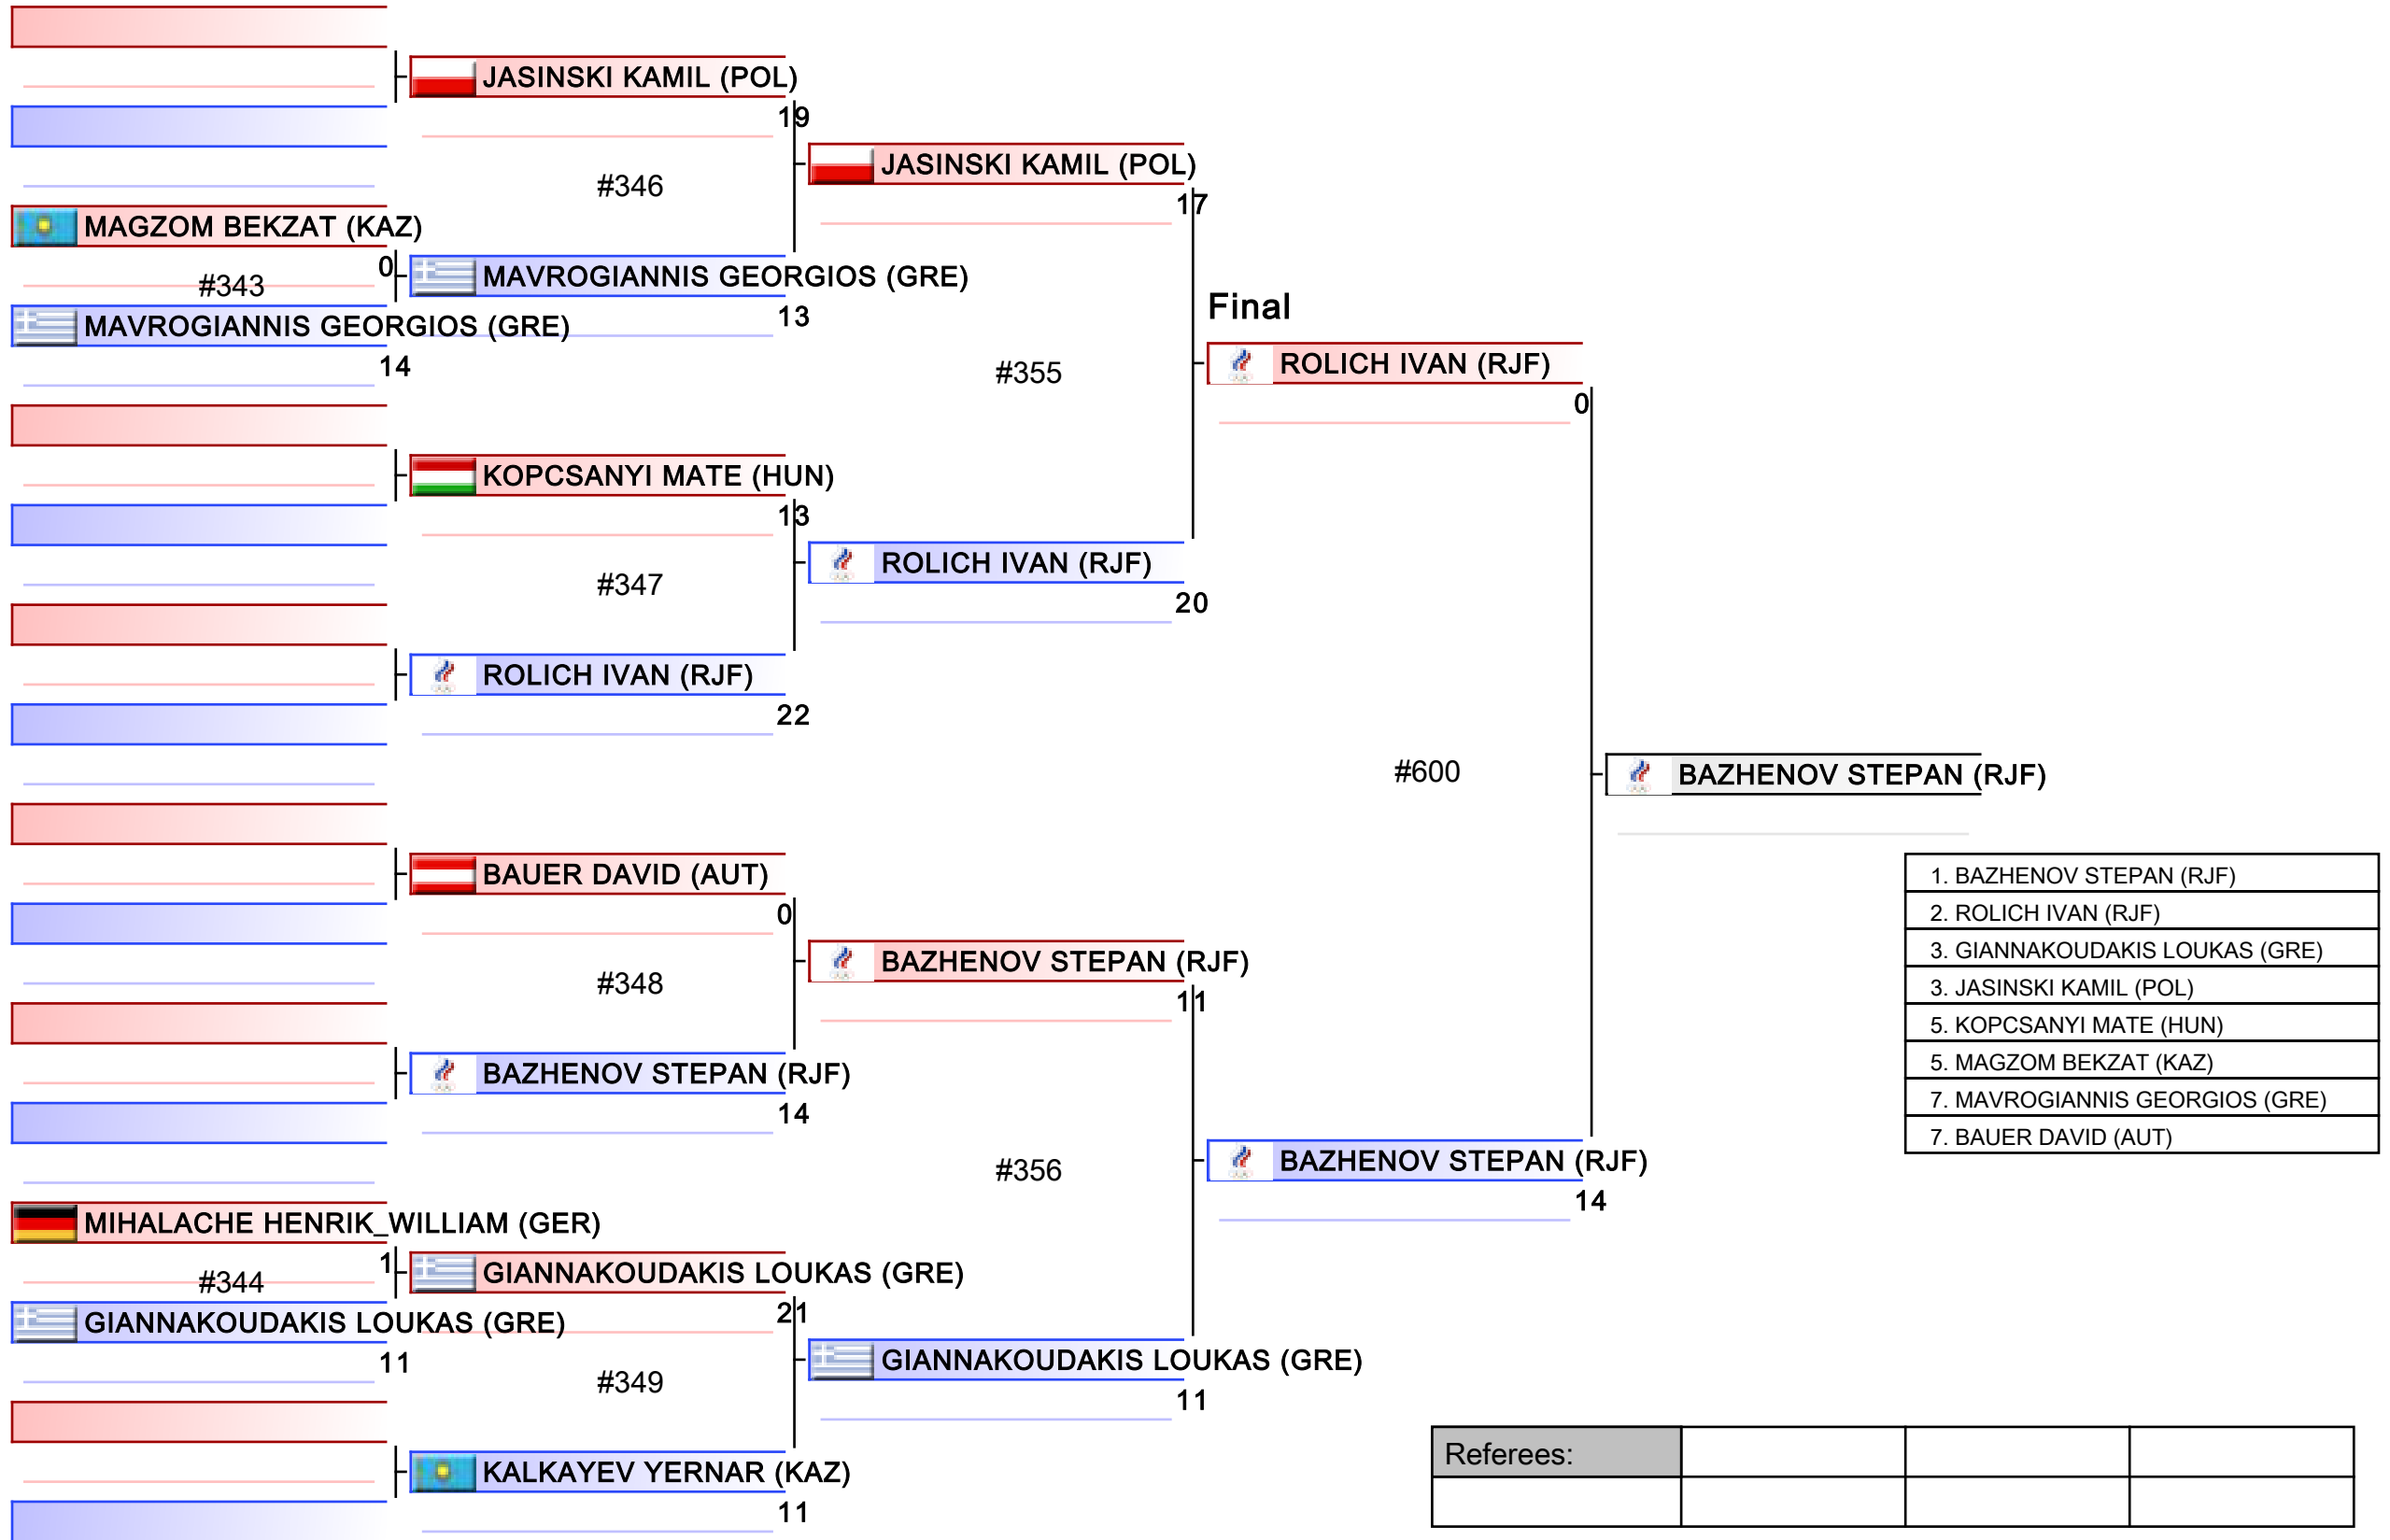 JASINSKI KAMIL (POL)
19
#346
MAGZOM BEKZAT (KAZ)
0
#343
MAVROGIANNIS GEORGIOS (GRE)
14
MAVROGIANNIS GEORGIOS (GRE)
13
JASINSKI KAMIL (POL)
17
#355
KOPCSANYI MATE (HUN)
13
#347
ROLICH IVAN (RJF)
22
ROLICH IVAN (RJF)
20
Final
ROLICH IVAN (RJF)
0
#600
BAZHENOV STEPAN (RJF)
BAUER DAVID (AUT)
0
#348
BAZHENOV STEPAN (RJF)
14
BAZHENOV STEPAN (RJF)
11
#356
BAZHENOV STEPAN (RJF)
14
MIHALACHE HENRIK_WILLIAM (GER)
1
#344
GIANNAKOUDAKIS LOUKAS (GRE)
11
GIANNAKOUDAKIS LOUKAS (GRE)
21
#349
KALKAYEV YERNAR (KAZ)
11
GIANNAKOUDAKIS LOUKAS (GRE)
11
1. BAZHENOV STEPAN (RJF)
2. ROLICH IVAN (RJF)
3. GIANNAKOUDAKIS LOUKAS (GRE)
3. JASINSKI KAMIL (POL)
5. KOPCSANYI MATE (HUN)
5. MAGZOM BEKZAT (KAZ)
7. MAVROGIANNIS GEORGIOS (GRE)
7. BAUER DAVID (AUT)
Referees: